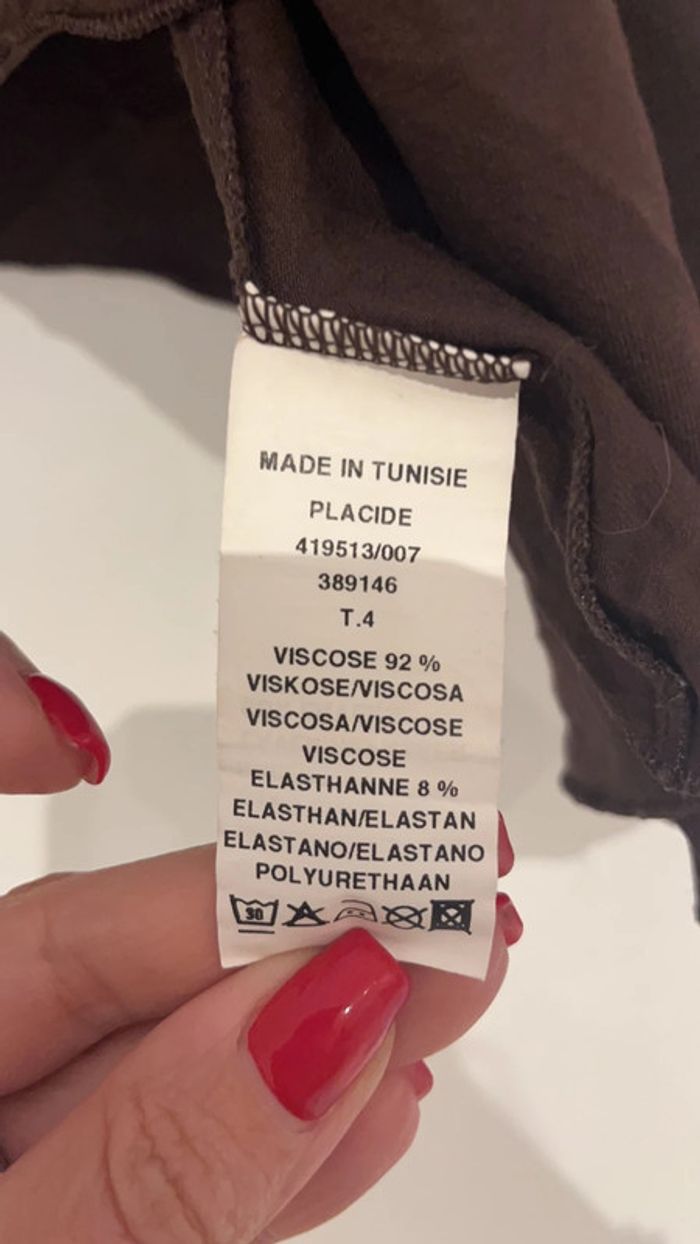 MADE IN TUNISIE
PLACIDE
419513/007
389146
T.4
VISCOSE 92 %
VISKOSE/VISCOSA
VISCOSA/VISCOSE
VISCOSE
ELASTHANNE 8 %
ELASTHAN/ELASTAN
ELASTANO/ELASTANO
POLYURETHAAN
30